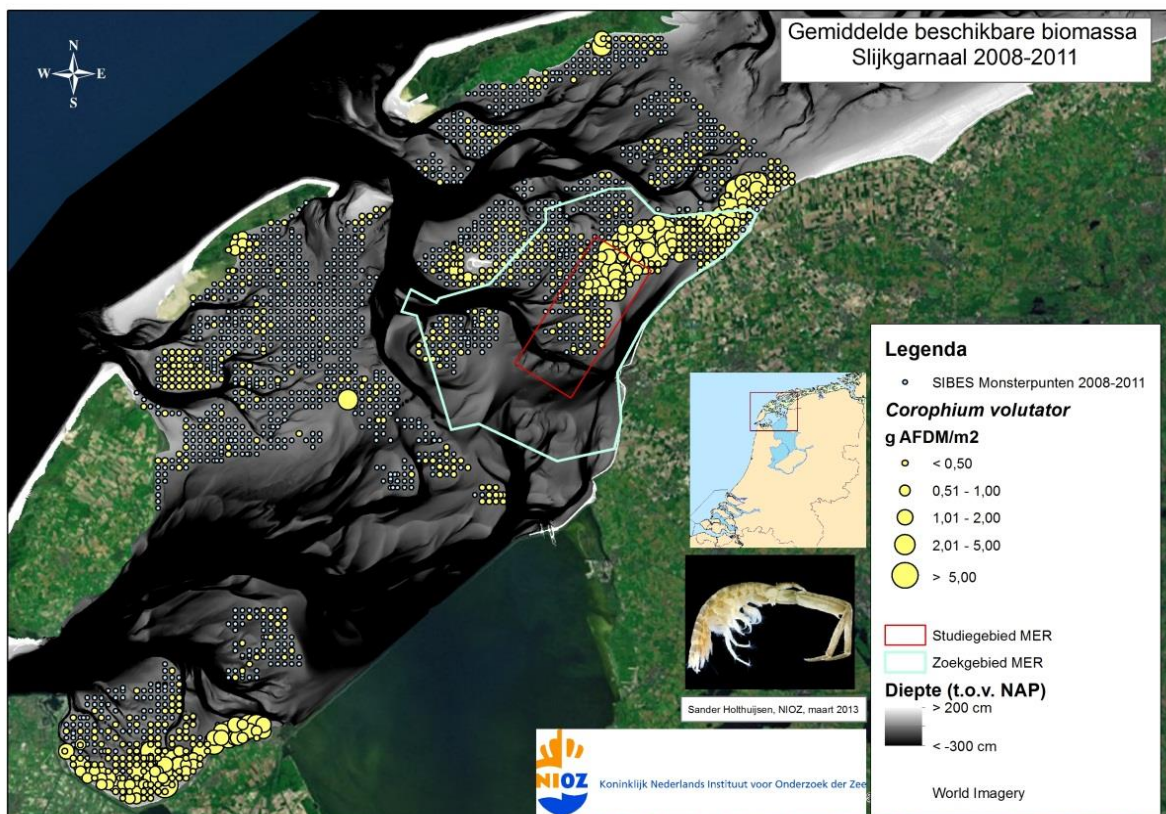 Gemiddelde beschikbare biomassa
Slijkgarnaal 2008-2011
N
W
E
S
Legenda
SIBES Monsterpunten 2008-2011
Corophium volutator
g AFDM/m2
< 0,50
0,51 - 1,00
1,01 - 2,00
2,01 - 5,00
> 5,00
Studiegebied MER
Zoekgebied MER
Diepte (t.o.v. NAP)
> 200 cm
< -300 cm
World Imagery
Sander Holthuijsen, NIOZ, maart 2013
NIOZ
Koninklijk Nederlands Instituut voor Onderzoek der Zee